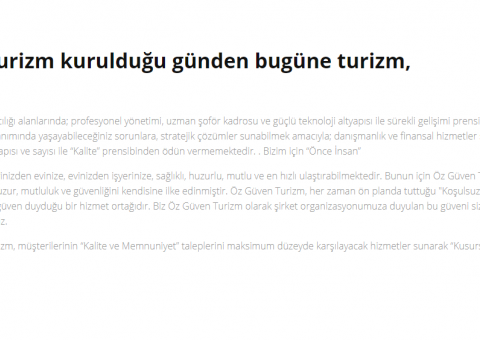 urizm kurulduğu günden bugüne turizm,
cılığı alanlarında; profesyonel yönetimi, uzman şofor kadrosu ve güçlü teknoloji altyapısı ile sürekli gelişimi prensi
anımında yaşayabileceğiniz sorunlara, stratejik çözümler sunabilmek amacıyla; danışmanlık ve finansal hizmetler
apısı ve sayısı ile “Kalite” prensibinden ödün vermemektedir. . Bizim için “Önce İnsan”
inizden evinize, evinizden işyerinize, sağlıklı, huzurlu, mutlu ve en hızlı ulaştırabilmektedir. Bunun için Öz Güven T
uzur, mutluluk ve güvenliğini kendisine ilke edinmiştir. Öz Güven Turizm, her zaman ön planda tuttuğu "Koşulsuz
güven duyduğu bir hizmet ortağıdır. Biz Öz Güven Turizm olarak şirket organizasyonumuza duyulan bu güveni siz
z.
zm, müşterilerinin “Kalite ve Memnuniyet” taleplerini maksimum düzeyde karşılayacak hizmetler sunarak “Kusurs